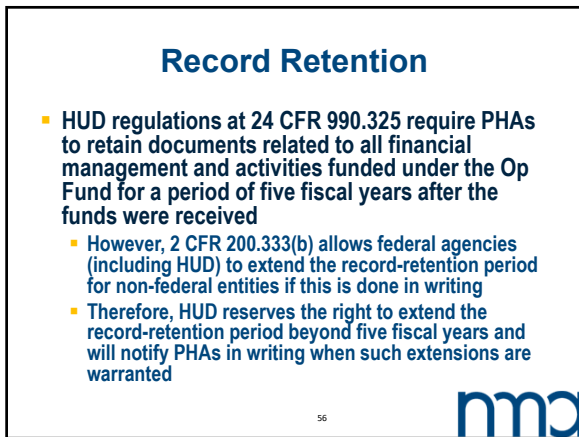 Record Retention
▪ HUD regulations at 24 CFR 990.325 require PHAs
to retain documents related to all financial
management and activities funded under the Op
Fund for a period of five fiscal years after the
funds were received
▪ However, 2 CFR 200.333(b) allows federal agencies
(including HUD) to extend the record-retention period
for non-federal entities if this is done in writing
▪ Therefore, HUD reserves the right to extend the
record-retention period beyond five fiscal years and
will notify PHAs in writing when such extensions are
warranted
56
nma